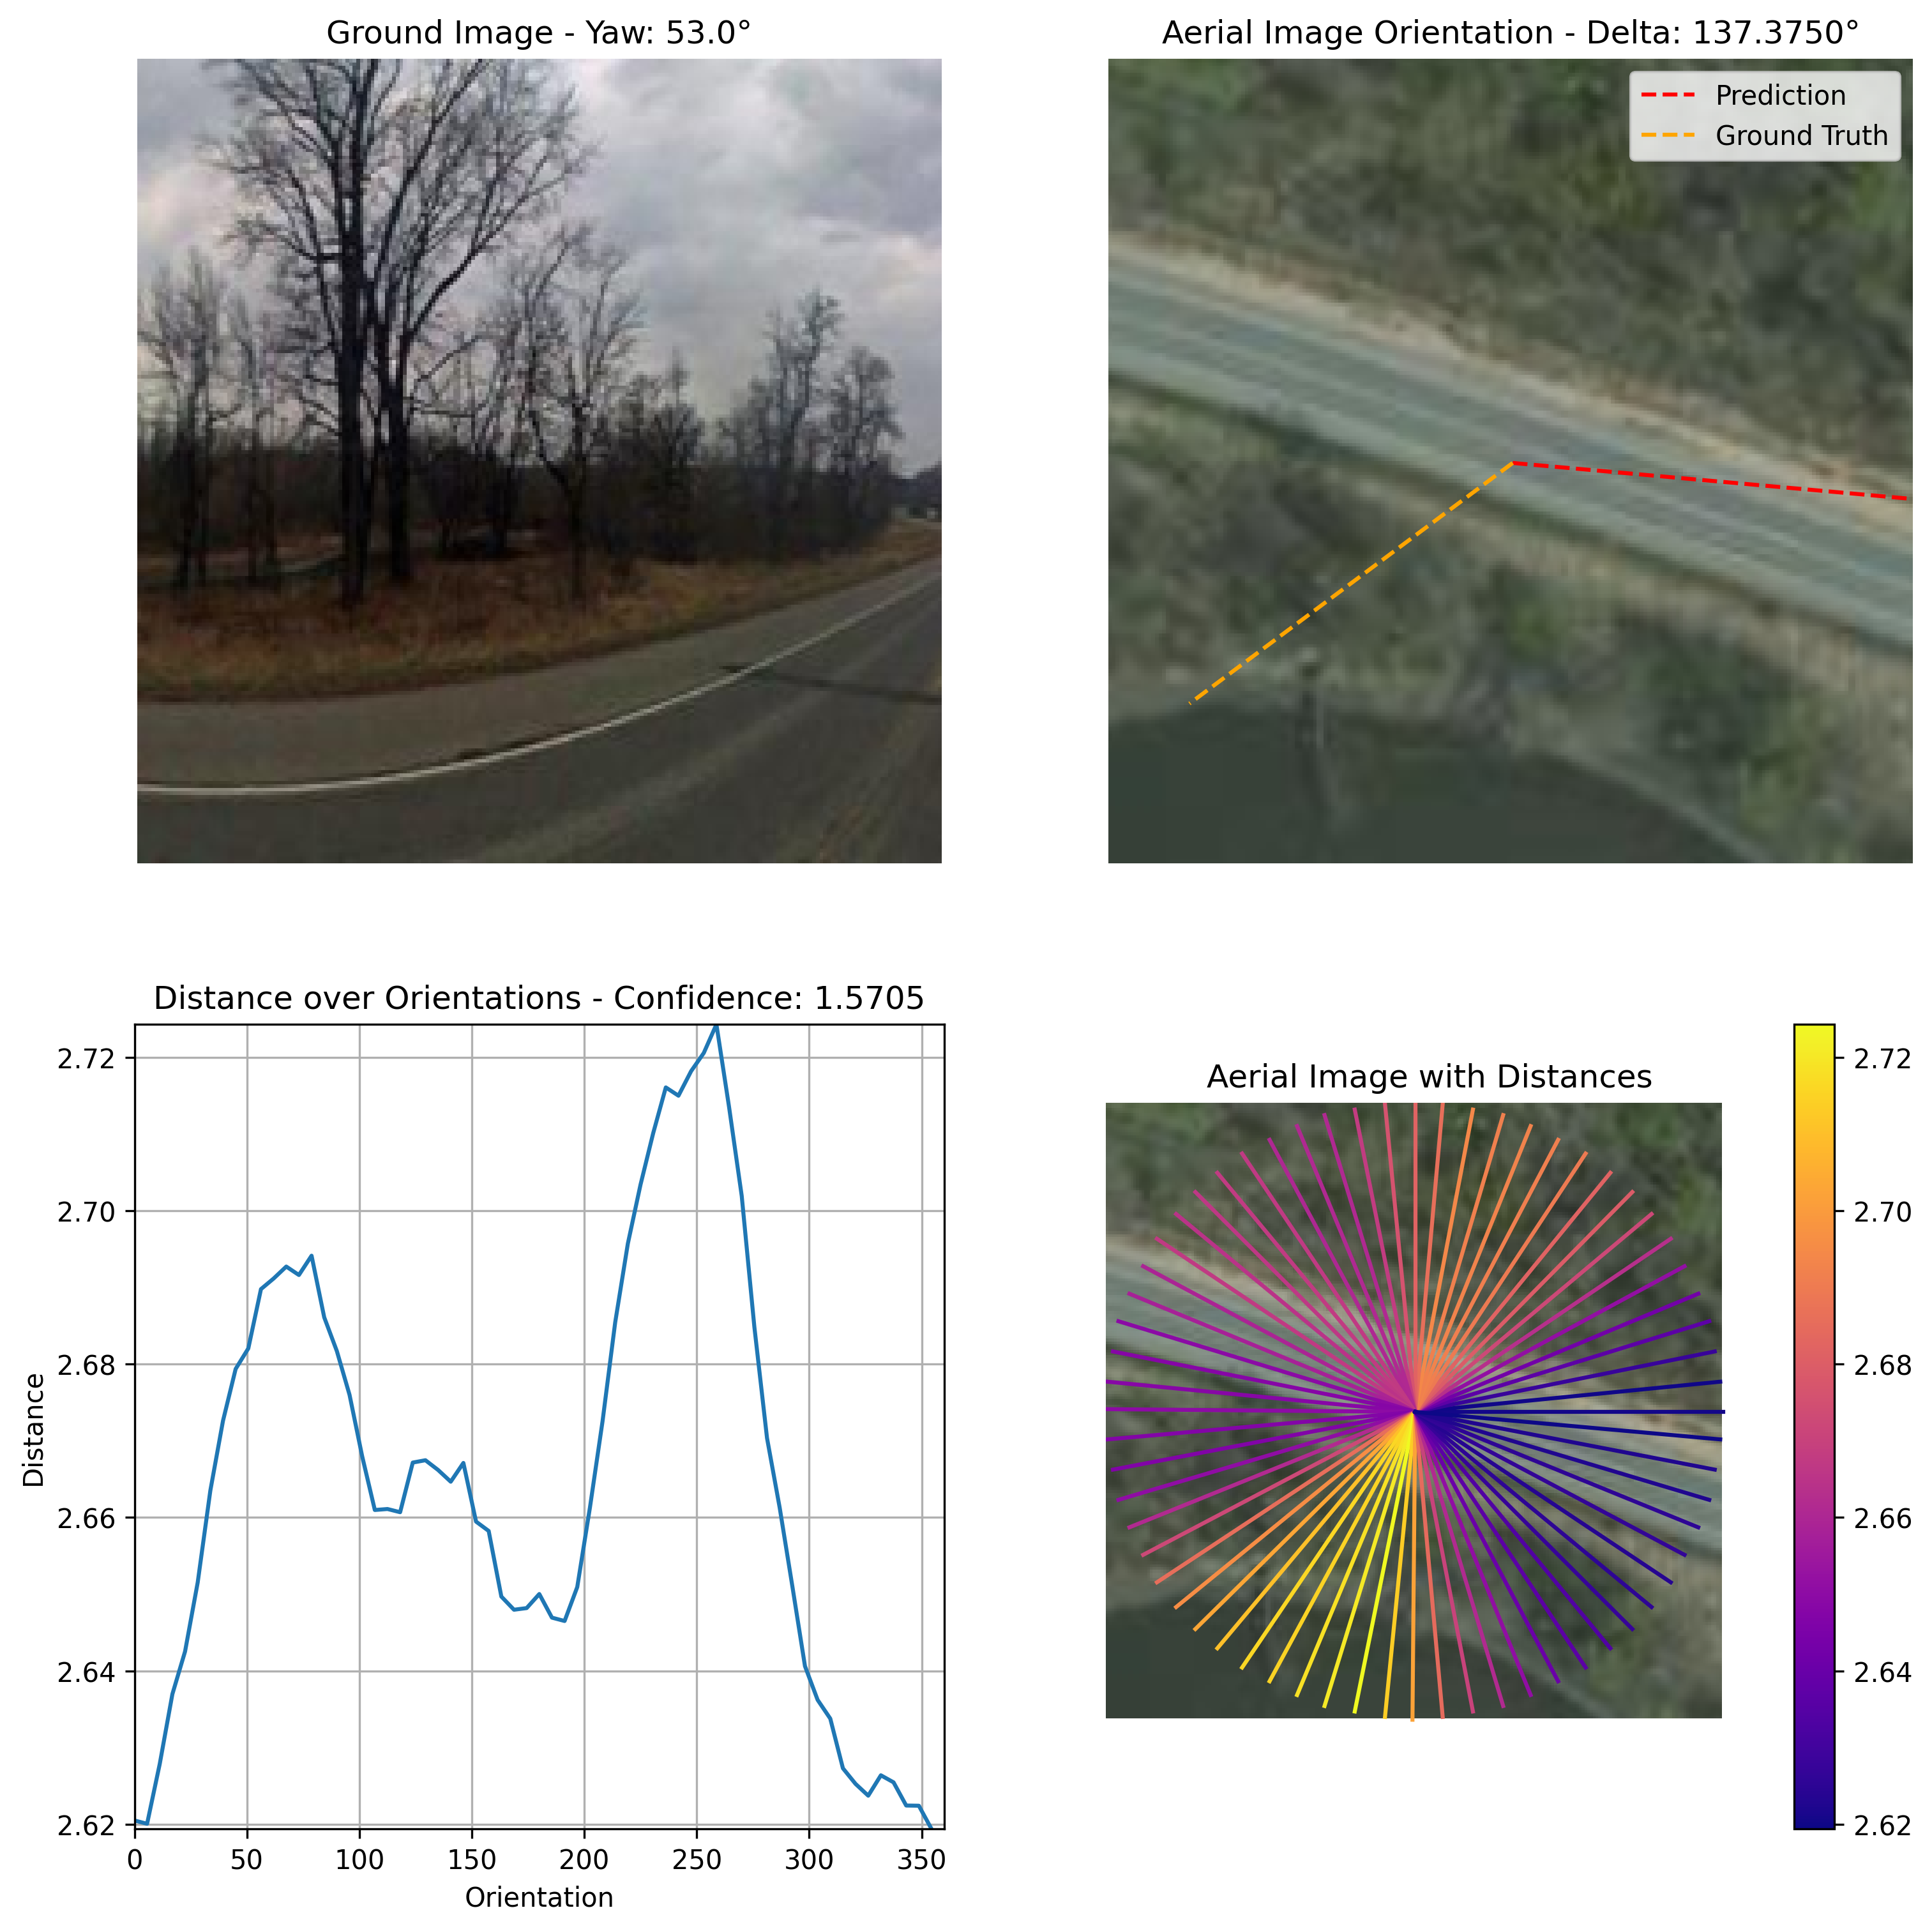 Ground Image - Yaw: 53.0°
Aerial Image Orientation - Delta: 137.3750°
Prediction
Ground Truth
Distance over Orientations - Confidence: 1.5705
2.72
2.70
2.68
2.66
2.64
2.62
Distance
0 50 100 150 200 250 300 350
Orientation
Aerial Image with Distances
2.72
2.70
2.68
2.66
2.64
2.62